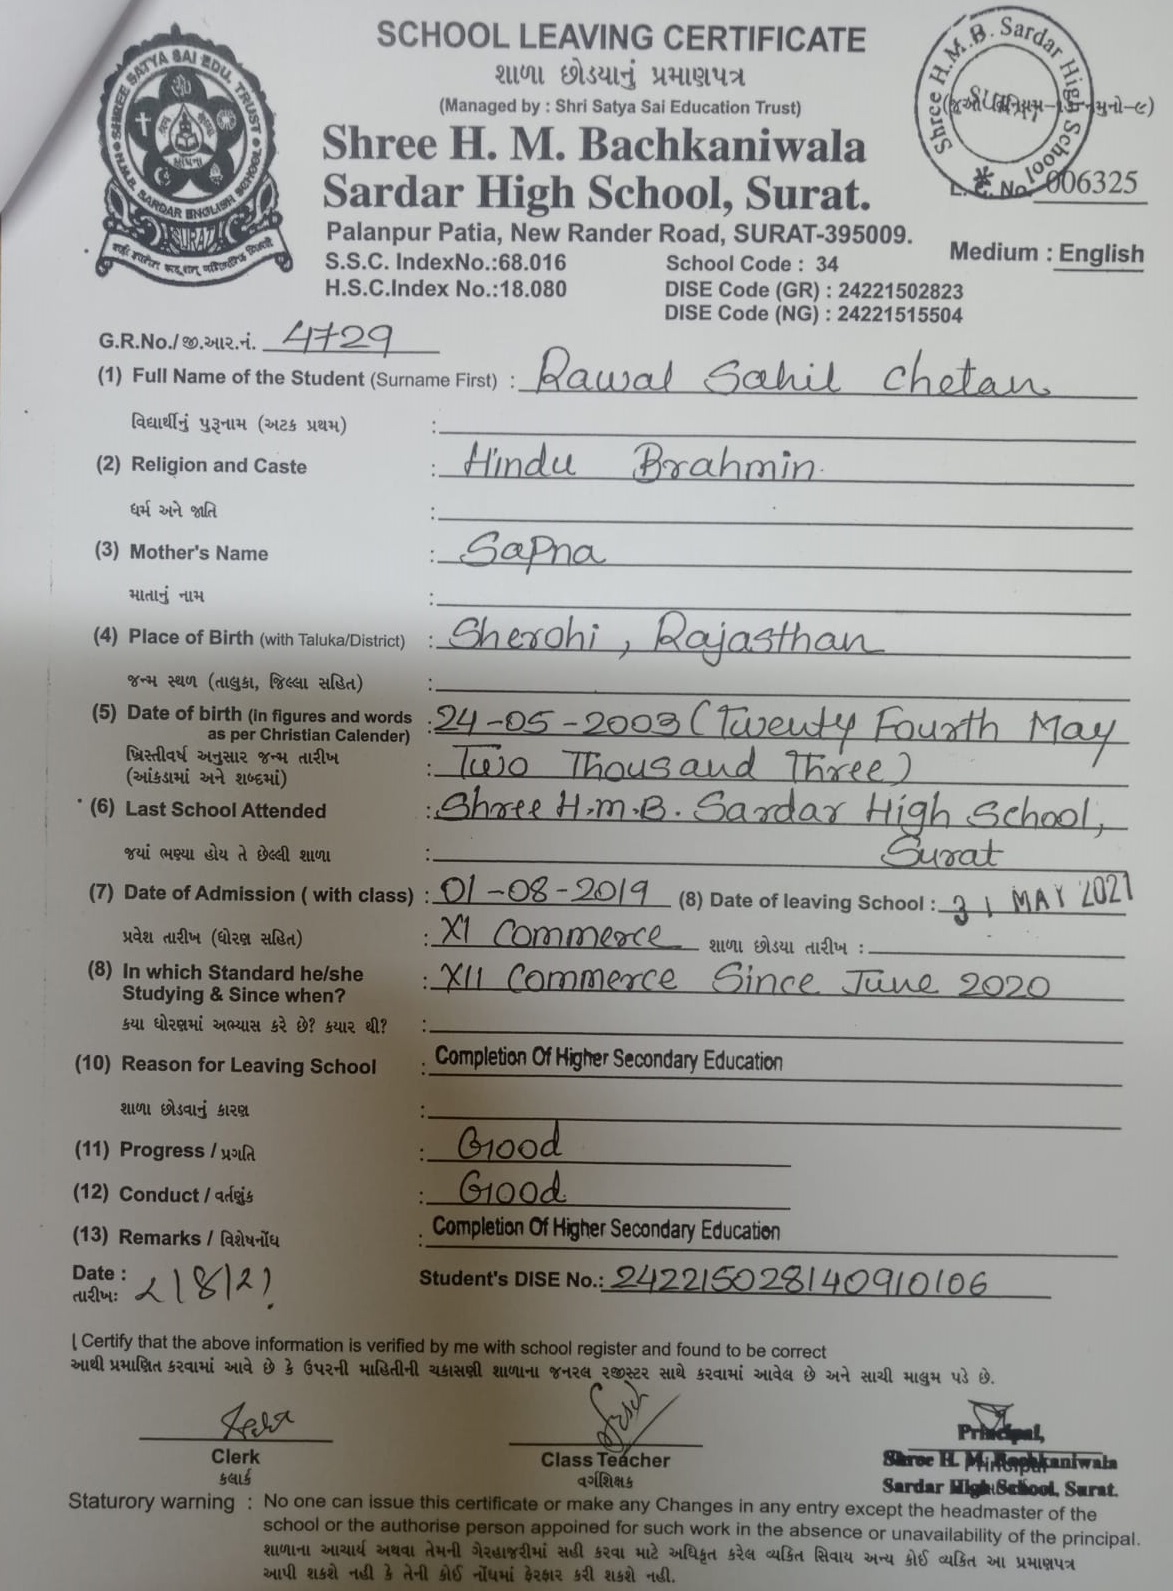 SCHOOL LEAVING CERTIFICATE
શાળા છોડયાનું પ્રમાણપત્ર
(Managed by : Shri Satya Sai Education Trust)
Shree H. M. Bachkaniwala
Sardar High School, Surat.
Palanpur Patia, New Rander Road, SURAT-395009.
S.S.C. IndexNo.:68.016 School Code : 34
H.S.C.Index No.:18.080 DISE Code (GR) : 24221502823
DISE Code (NG) : 24221515504
SHREE SATYA SAI EDU. TRUST
H.M.B. SARDAR ENGLISH SCHOOL
SURAT
Shree H.M.B. Sardar High School
L. C. No. 006325
Medium : English
G.R.No./જી.આર.નં. 4729
(1) Full Name of the Student (Surname First) : Rawal Sahil Chetan
વિદ્યાર્થીનું પુરૂનામ (અટક પ્રથમ) :
(2) Religion and Caste : Hindu Brahmin
ધર્મ અને જાતિ :
(3) Mother's Name : Sapna
માતાનું નામ :
(4) Place of Birth (with Taluka/District) : Sherohi, Rajasthan
જન્મ સ્થળ (તાલુકા, જિલ્લા સહિત) :
(5) Date of birth (in figures and words : 24-05-2003 (Twenty Fourth May
as per Christian Calender)
ખ્રિસ્તીવર્ષ અનુસાર જન્મ તારીખ : Two Thousand Three)
(આંકડામાં અને શબ્દમાં)
(6) Last School Attended : Shree H.M.B. Sardar High School,
જયાં ભણ્યા હોય તે છેલ્લી શાળા : Surat
(7) Date of Admission ( with class) : 01-08-2019 (8) Date of leaving School : 31 MAY 2021
પ્રવેશ તારીખ (ધોરણ સહિત) : XI Commerce શાળા છોડયા તારીખ :
(8) In which Standard he/she : XII Commerce Since June 2020
Studying & Since when?
કયા ધોરણમાં અભ્યાસ કરે છે? કયાર થી? :
(10) Reason for Leaving School : Completion Of Higher Secondary Education
શાળા છોડવાનું કારણ :
(11) Progress / પ્રગતિ : Good
(12) Conduct / વર્તણુંક : Good
(13) Remarks / વિશેષનોંધ : Completion Of Higher Secondary Education
Date : 2/8/21 Student's DISE No.: 242215028140910106
તારીખઃ
I Certify that the above information is verified by me with school register and found to be correct
આથી પ્રમાણિત કરવામાં આવે છે કે ઉપરની માહિતીની ચકાસણી શાળાના જનરલ રજીસ્ટર સાથે કરવામાં આવેલ છે અને સાચી માલુમ પડે છે.
Clerk Class Teacher Principal,
કલાર્ક વર્ગશિક્ષક Shree H. M. Bachkaniwala
Sardar High School, Surat.
Staturory warning : No one can issue this certificate or make any Changes in any entry except the headmaster of the
school or the authorise person appoined for such work in the absence or unavailability of the principal.
શાળાના આચાર્ય અથવા તેમની ગેરહાજરીમાં સહી કરવા માટે અધિકૃત કરેલ વ્યકિત સિવાય અન્ય કોઈ વ્યકિત આ પ્રમાણપત્ર
આપી શકશે નહી કે તેની કોઈ નોંધમાં ફેરફાર કરી શકશે નહી.